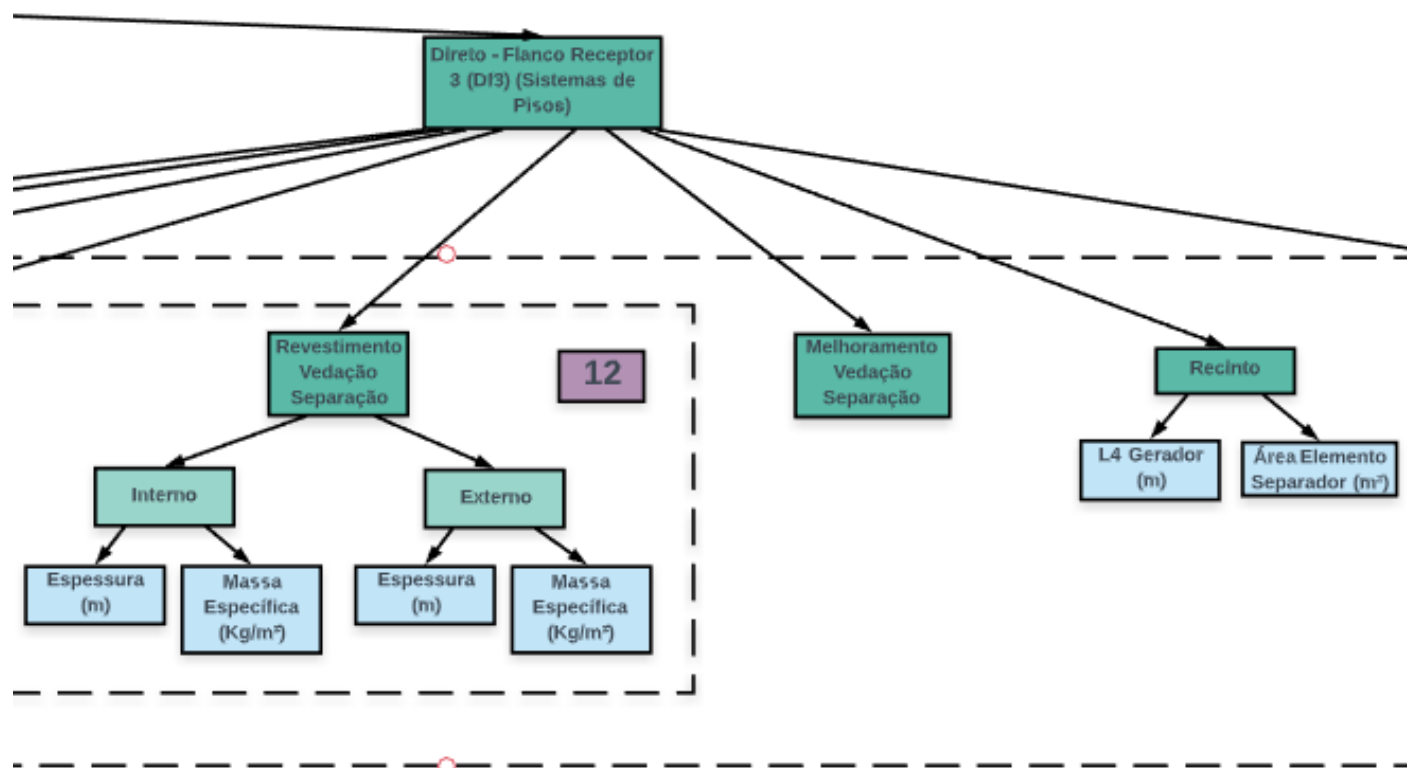 Direto - Flanco Receptor
3 (Df3) (Sistemas de
Pisos)
Revestimento
Vedação
Separação
12
Melhoramento
Vedação
Separação
Recinto
L4 Gerador
(m)
Área Elemento
Separador (m²)
Interno
Externo
Espessura
(m)
Massa
Específica
(Kg/m³)
Espessura
(m)
Massa
Específica
(Kg/m³)